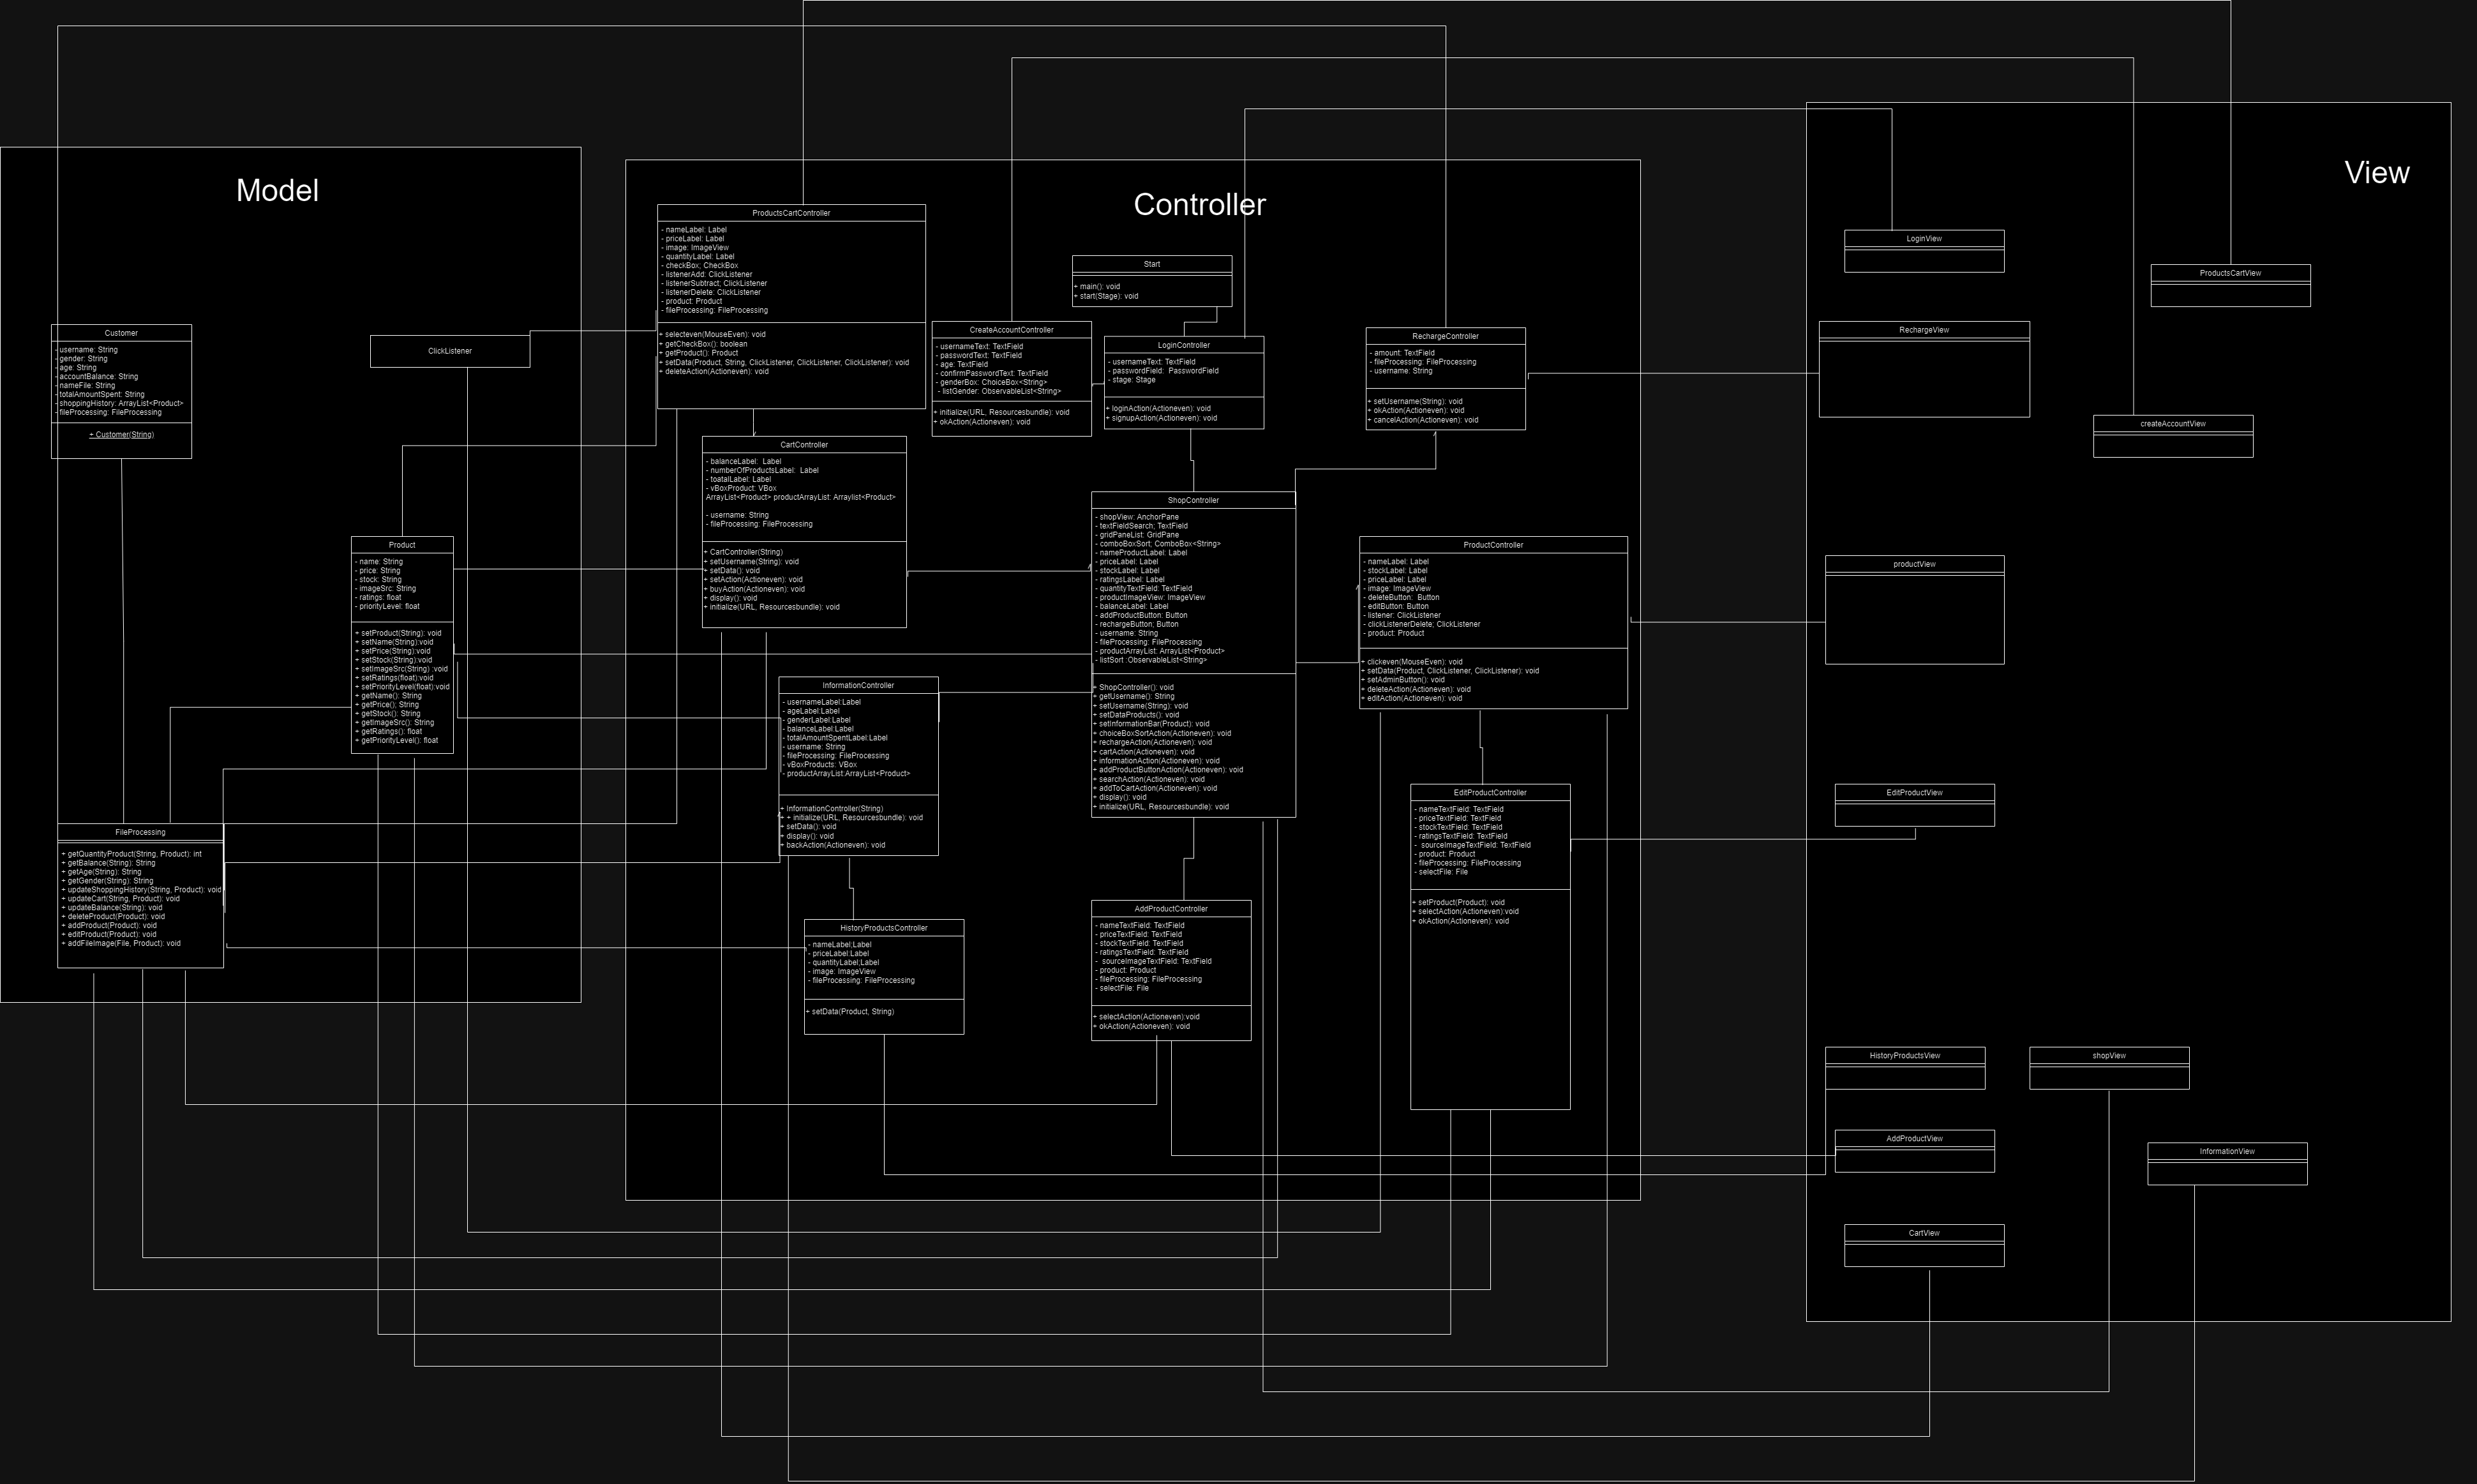 Model
Customer
- username: String
- gender: String
- age: String
- accountBalance: String
- nameFile: String
- totalAmountSpent: String
- shoppingHistory: ArrayList<Product>
- fileProcessing: FileProcessing
+ Customer(String)
ClickListener
Product
- name: String
- price: String
- stock: String
- imageSrc: String
- ratings: float
- priorityLevel: float
+ setProduct(String): void
+ setName(String):void
+ setPrice(String):void
+ setStock(String):void
+ setImageSrc(String) :void
+ setRatings(float):void
+ setPriorityLevel(float):void
+ getName(): String
+ getPrice(); String
+ getStock(): String
+ getImageSrc(): String
+ getRatings(): float
+ getPriorityLevel(): float
FileProcessing
+ getQuantityProduct(String, Product): int
+ getBalance(String): String
+ getAge(String): String
+ getGender(String): String
+ updateShoppingHistory(String, Product): void
+ updateCart(String, Product): void
+ updateBalance(String): void
+ deleteProduct(Product): void
+ addProduct(Product): void
+ editProduct(Product): void
+ addFileImage(File, Product): void
Controller
ProductsCartController
- nameLabel: Label
- priceLabel: Label
- image: ImageView
- quantityLabel: Label
- checkBox; CheckBox
- listenerAdd: ClickListener
- listenerSubtract; ClickListener
- listenerDelete: ClickListener
- product: Product
- fileProcessing: FileProcessing
+ selecteven(MouseEven): void
+ getCheckBox(): boolean
+ getProduct(): Product
+ setData(Product, String, ClickListener, ClickListener, ClickListener): void
+ deleteAction(Actioneven): void
Start
+ main(): void
+ start(Stage): void
CreateAccountController
- usernameText: TextField
- passwordText: TextField
- age: TextField
- confirmPasswordText: TextField
- genderBox: ChoiceBox<String>
- listGender: ObservableList<String>
+ initialize(URL, Resourcesbundle): void
+ okAction(Actioneven): void
LoginController
- usernameText: TextField
- passwordField: PasswordField
- stage: Stage
+ loginAction(Actioneven): void
+ signupAction(Actioneven): void
RechargeController
- amount: TextField
- fileProcessing: FileProcessing
- username: String
+ setUsername(String): void
+ okAction(Actioneven): void
+ cancelAction(Actioneven): void
CartController
- balanceLabel: Label
- numberOfProductsLabel: Label
- toatalLabel: Label
- vBoxProduct: VBox
ArrayList<Product> productArrayList: Arraylist<Product>
- username: String
- fileProcessing: FileProcessing
+ CartController(String)
+ setUsername(String): void
+ setData(): void
+ setAction(Actioneven): void
+ buyAction(Actioneven): void
+ display(): void
+ initialize(URL, Resourcesbundle): void
ShopController
- shopView: AnchorPane
- textFieldSearch; TextField
- gridPaneList: GridPane
- comboBoxSort; ComboBox<String>
- nameProductLabel: Label
- priceLabel: Label
- stockLabel: Label
- ratingsLabel: Label
- quantityTextField: TextField
- productImageView: ImageView
- balanceLabel: Label
- addProductButton: Button
- rechargeButton; Button
- username: String
- fileProcessing: FileProcessing
- productArrayList: ArrayList<Product>
- listSort :ObservableList<String>
+ ShopController(): void
+ getUsername(): String
+ setUsername(String): void
+ setDataProducts(): void
+ setInformationBar(Product): void
+ choiceBoxSortAction(Actioneven): void
+ rechargeAction(Actioneven): void
+ cartAction(Actioneven): void
+ informationAction(Actioneven): void
+ addProductButtonAction(Actioneven): void
+ searchAction(Actioneven): void
+ addToCartAction(Actioneven): void
+ display(): void
+ initialize(URL, Resourcesbundle): void
ProductController
- nameLabel: Label
- stockLabel: Label
- priceLabel: Label
- image: ImageView
- deleteButton: Button
- editButton: Button
- listener: ClickListener
- clickListenerDelete; ClickListener
- product: Product
+ clickeven(MouseEven): void
+ setData(Product, ClickListener, ClickListener): void
+ setAdminButton(): void
+ deleteAction(Actioneven): void
+ editAction(Actioneven): void
InformationController
- usernameLabel:Label
- ageLabel:Label
- genderLabel:Label
- balanceLabel:Label
- totalAmountSpentLabel:Label
- username: String
- fileProcessing: FileProcessing
- vBoxProducts: VBox
- productArrayList:ArrayList<Product>
+ InformationController(String)
+ + initialize(URL, Resourcesbundle): void
+ setData(): void
+ display(): void
+ backAction(Actioneven): void
EditProductController
- nameTextField: TextField
- priceTextField: TextField
- stockTextField: TextField
- ratingsTextField: TextField
- sourceImageTextField: TextField
- product: Product
- fileProcessing: FileProcessing
- selectFile: File
+ setProduct(Product): void
+ selectAction(Actioneven):void
+ okAction(Actioneven): void
HistoryProductsController
- nameLabel;Label
- priceLabel:Label
- quantityLabel;Label
- image: ImageView
- fileProcessing: FileProcessing
+ setData(Product, String)
AddProductController
- nameTextField: TextField
- priceTextField: TextField
- stockTextField: TextField
- ratingsTextField: TextField
- sourceImageTextField: TextField
- product: Product
- fileProcessing: FileProcessing
- selectFile: File
+ selectAction(Actioneven):void
+ okAction(Actioneven): void
View
LoginView
ProductsCartView
RechargeView
createAccountView
productView
EditProductView
HistoryProductsView
shopView
AddProductView
InformationView
CartView